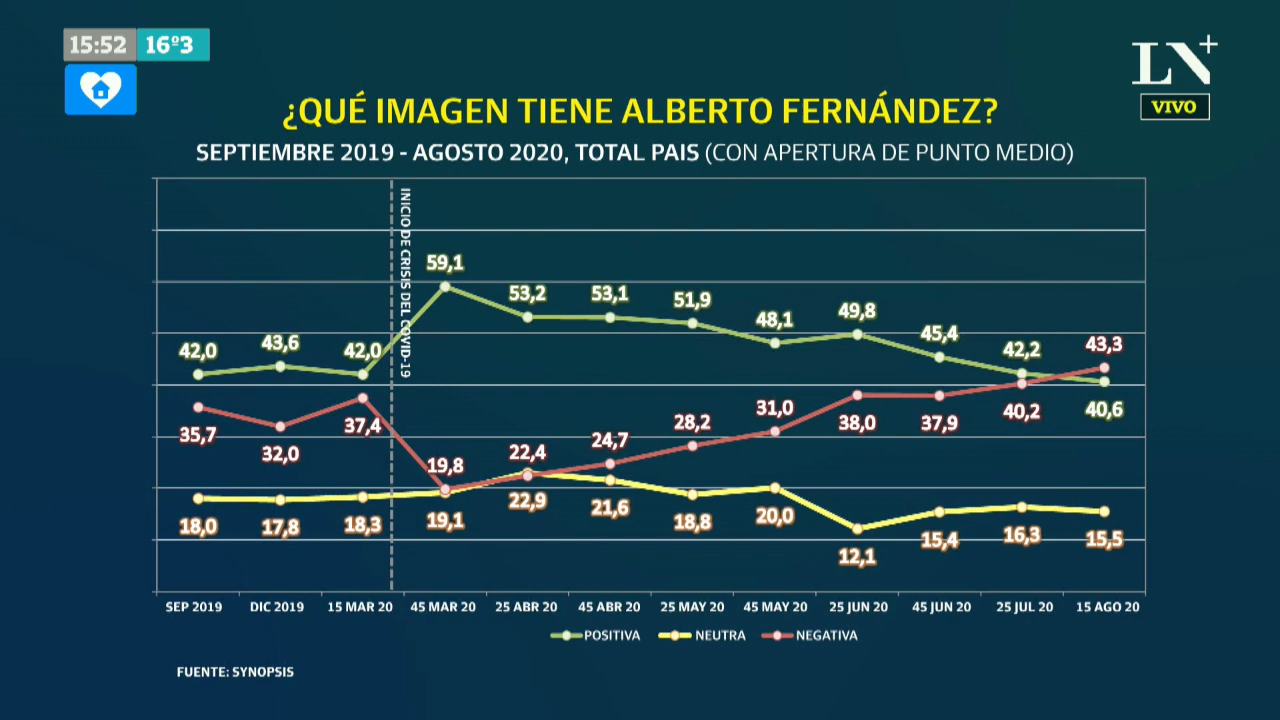 15:52 16º3
LN+
VIVO
¿QUÉ IMAGEN TIENE ALBERTO FERNÁNDEZ?
SEPTIEMBRE 2019 - AGOSTO 2020, TOTAL PAIS (CON APERTURA DE PUNTO MEDIO)
INICIO DE CRISIS DEL COVID-19
42,0 43,6 42,0 59,1 53,2 53,1 51,9 48,1 49,8 45,4 42,2 40,6
35,7 32,0 37,4 19,8 22,4 24,7 28,2 31,0 38,0 37,9 40,2 43,3
18,0 17,8 18,3 19,1 22,9 21,6 18,8 20,0 12,1 15,4 16,3 15,5
SEP 2019 DIC 2019 15 MAR 20 45 MAR 20 25 ABR 20 45 ABR 20 25 MAY 20 45 MAY 20 25 JUN 20 45 JUN 20 25 JUL 20 15 AGO 20
POSITIVA NEUTRA NEGATIVA
FUENTE: SYNOPSIS